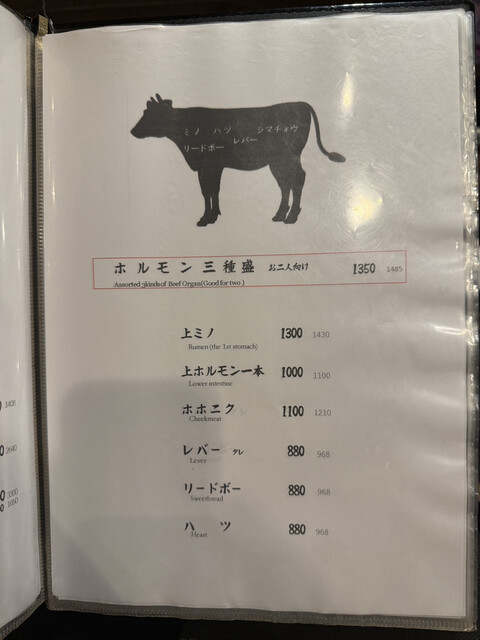 ミノ ハツ シマチョウ
リードボー レバー
ホルモン三種盛 お二人向け 1350 1485
Assorted 3kinds of Beef Organ(Good for two )
上ミノ 1300 1430
Rumen (the 1st stomach)
上ホルモン一本 1000 1100
Lower intestine
ホホニク 1100 1210
Cheekmeat
レバー タレ 880 968
Lever
リードボー 880 968
Sweetbread
ハツ 880 968
Heart